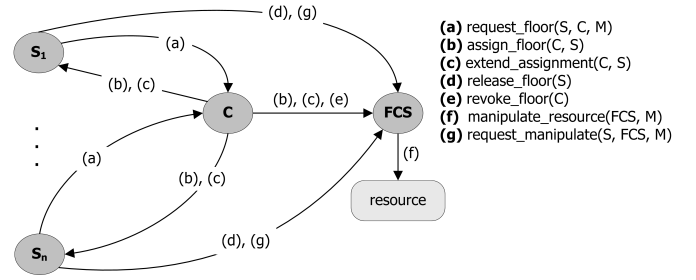 (d), (g)
(a)
S1
(b), (c)
C
(b), (c), (e)
FCS
(a)
(b), (c)
(f)
resource
(d), (g)
Sn
(a) request_floor(S, C, M)
(b) assign_floor(C, S)
(c) extend_assignment(C, S)
(d) release_floor(S)
(e) revoke_floor(C)
(f) manipulate_resource(FCS, M)
(g) request_manipulate(S, FCS, M)